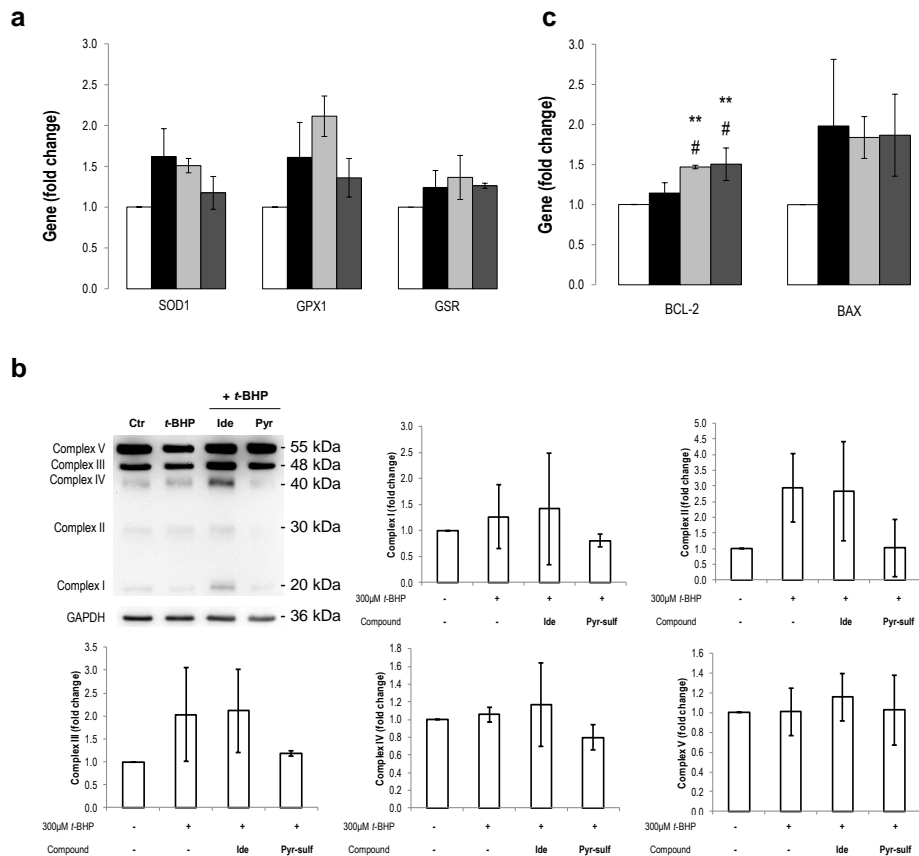 a
Gene (fold change)
3.0
2.5
2.0
1.5
1.0
0.5
0.0
SOD1 GPX1 GSR
c
Gene (fold change)
3.0
2.5
2.0
1.5
1.0
0.5
0.0
** **
# #
BCL-2 BAX
b
+ t-BHP
Ctr t-BHP Ide Pyr
Complex V - 55 kDa
Complex III - 48 kDa
Complex IV - 40 kDa
Complex II - 30 kDa
Complex I - 20 kDa
GAPDH - 36 kDa
Complex I (fold change)
3.0
2.5
2.0
1.5
1.0
0.5
0.0
300µM t-BHP - + + +
Compound - - Ide Pyr-sulf
Complex II (fold change)
5.0
4.5
4.0
3.5
3.0
2.5
2.0
1.5
1.0
0.5
0.0
300µM t-BHP - + + +
Compound - - Ide Pyr-sulf
Complex III (fold change)
3.5
3.0
2.5
2.0
1.5
1.0
0.5
0.0
300µM t-BHP - + + +
Compound - - Ide Pyr-sulf
Complex IV (fold change)
1.8
1.6
1.4
1.2
1.0
0.8
0.6
0.4
0.2
0.0
300µM t-BHP - + + +
Compound - - Ide Pyr-sulf
Complex V (fold change)
1.6
1.4
1.2
1.0
0.8
0.6
0.4
0.2
0.0
300µM t-BHP - + + +
Compound - - Ide Pyr-sulf